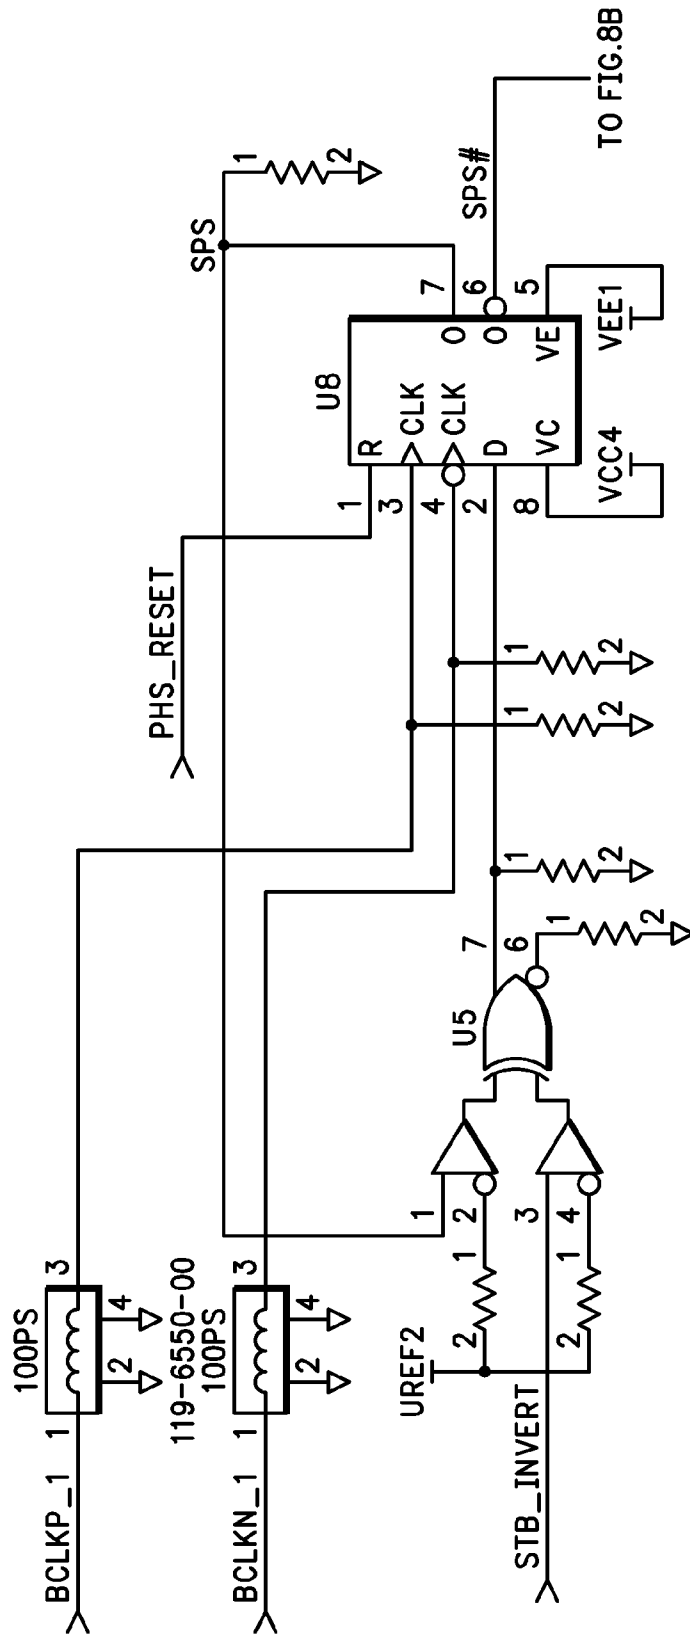 BCLKP_1
1
100PS
3
2
4
119-6550-00
BCLKN_1
1
100PS
3
2
4
UREF2
2
1
2
1
STB_INVERT
1
2
3
4
U5
7
6
1
2
1
2
1
2
1
2
PHS_RESET
SPS
1
2
U8
1
R
3
CLK
4
CLK
2
D
8
VC
7
O
6
O
5
VE
VCC4
VEE1
SPS#
TO FIG.8B